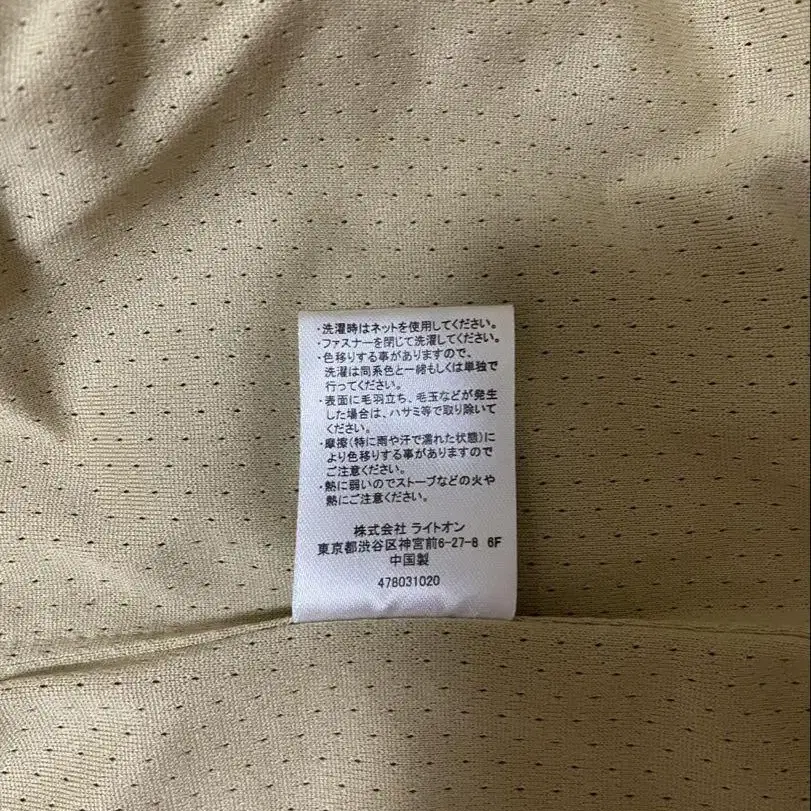 ・洗濯時はネットを使用してください。
・ファスナーを閉じて洗濯してください。
・色移りする事がありますので、
洗濯は同系色と一緒もしくは単独で
行ってください。
・表面に毛羽立ち、毛玉などが発生
した場合は、ハサミ等で取り除いて
ください。
・摩擦(特に雨や汗で濡れた状態)に
より色移りする事がありますので
ご注意ください。
・熱に弱いのでストーブなどの火や
熱にご注意ください。
株式会社 ライトオン
東京都渋谷区神宮前6-27-8 6F
中国製
478031020